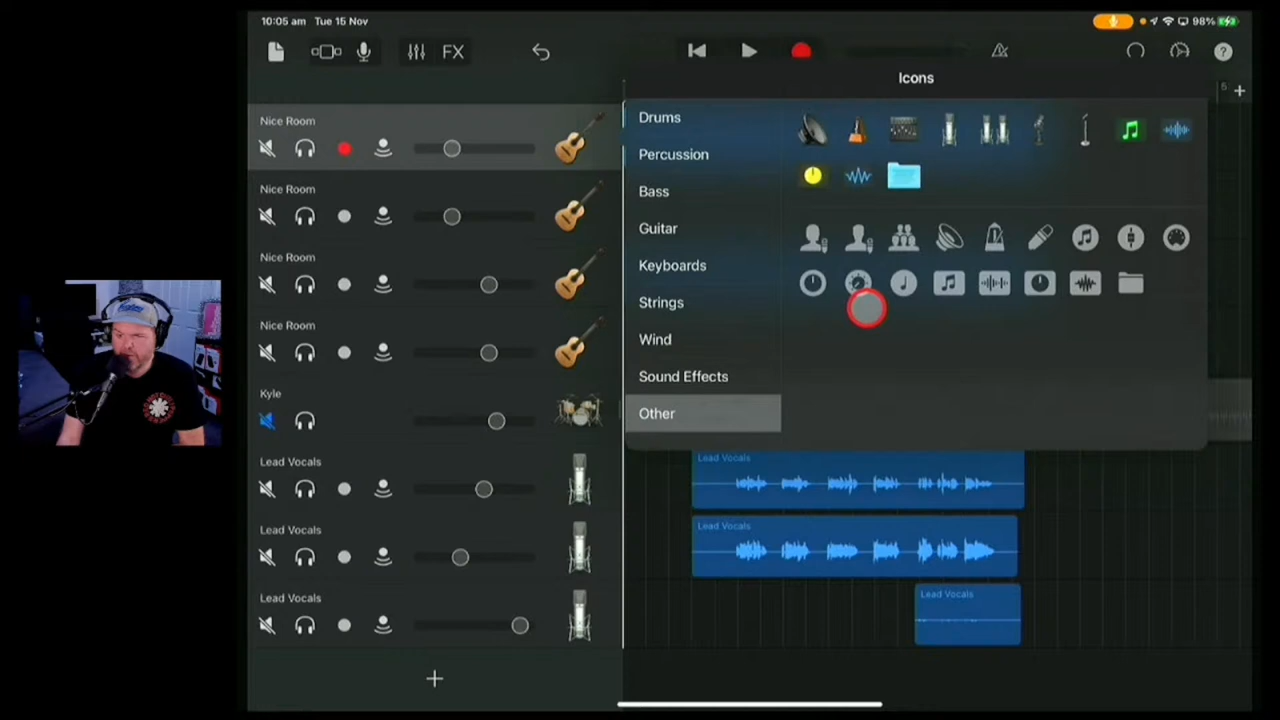 10:05 am Tue 15 Nov
98%
FX
?
Icons
5
Nice Room
Nice Room
Nice Room
Nice Room
Kyle
Lead Vocals
Lead Vocals
Lead Vocals
Drums
Percussion
Bass
Guitar
Keyboards
Strings
Wind
Sound Effects
Other
Lead Vocals
Lead Vocals
Lead Vocals